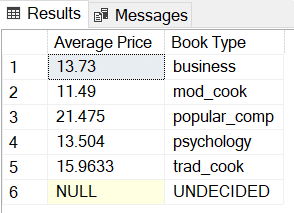 Results Messages
Average Price Book Type
1 13.73 business
2 11.49 mod_cook
3 21.475 popular_comp
4 13.504 psychology
5 15.9633 trad_cook
6 NULL UNDECIDED